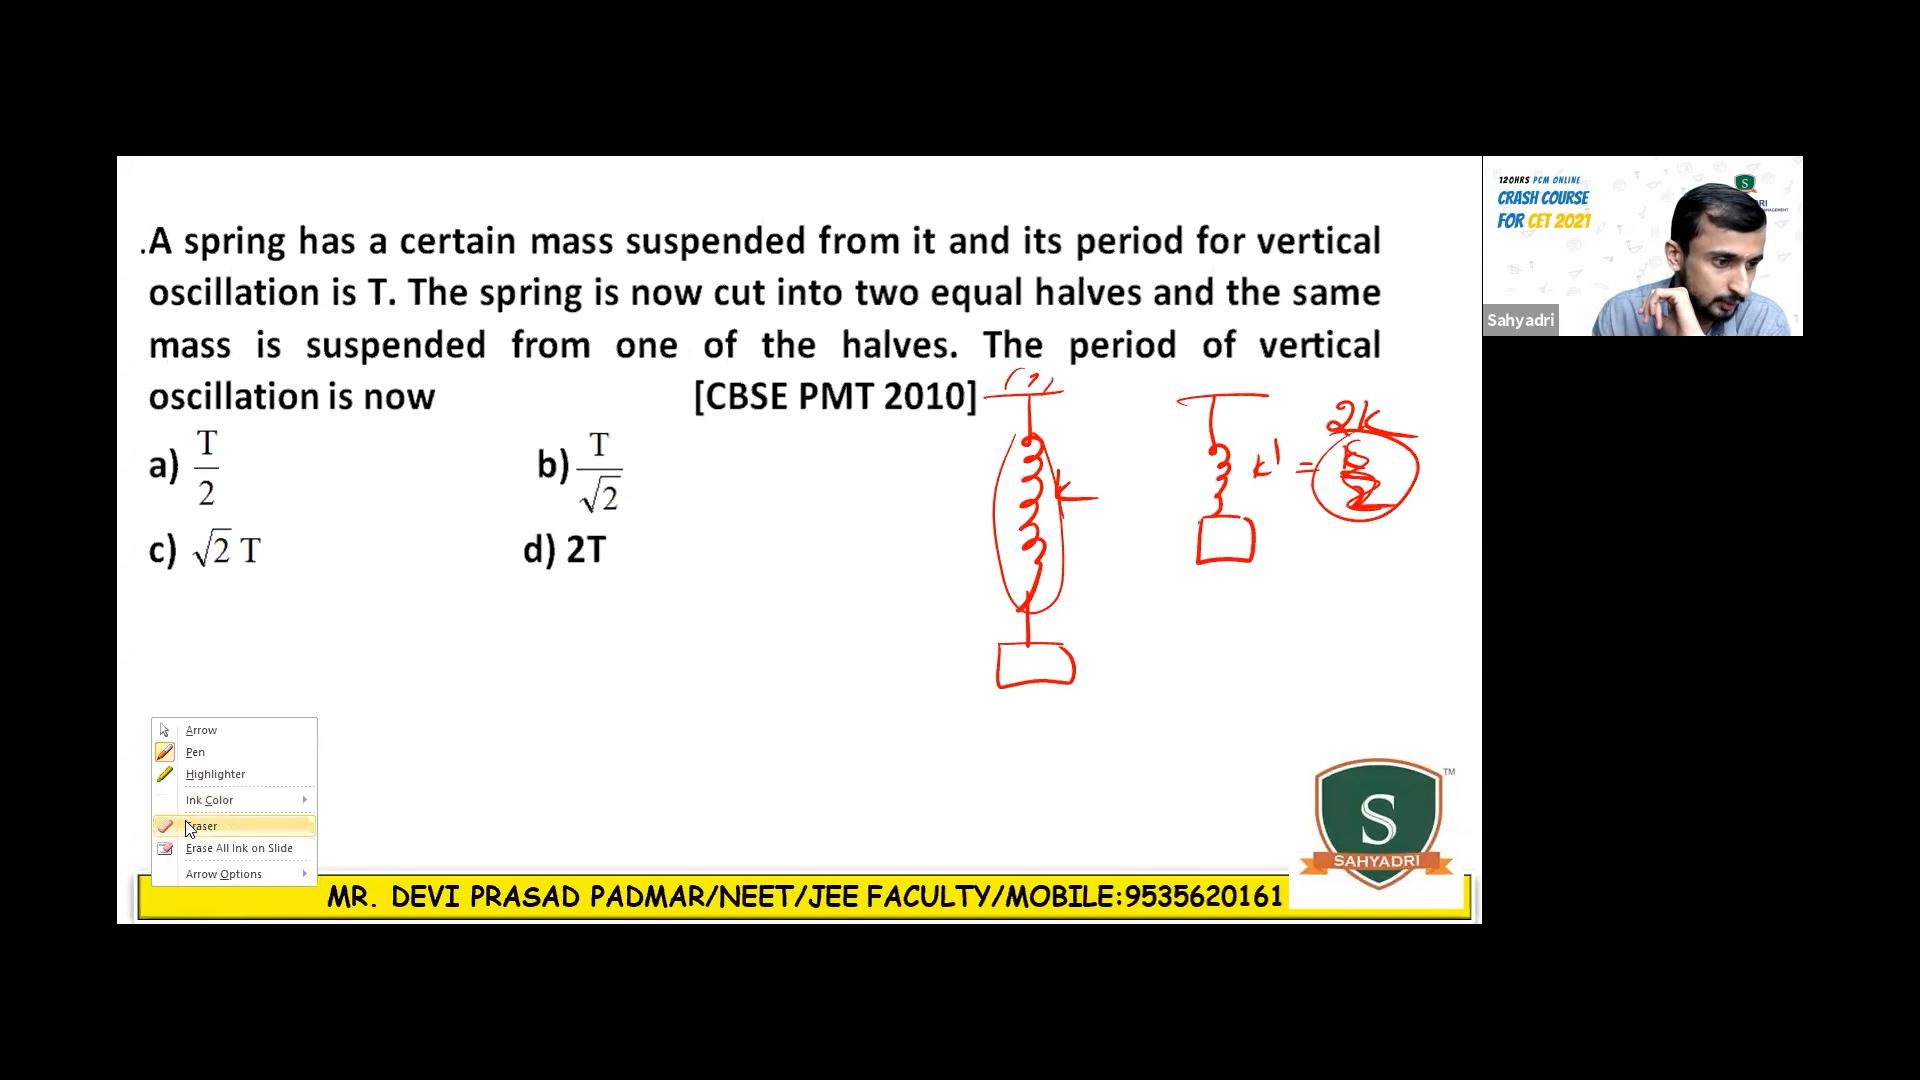 .A spring has a certain mass suspended from it and its period for vertical
oscillation is T. The spring is now cut into two equal halves and the same
mass is suspended from one of the halves. The period of vertical
oscillation is now [CBSE PMT 2010]
a) T/2 b) T/√2
c) √2 T d) 2T
K
K' =
2K
Arrow
Pen
Highlighter
Ink Color
Eraser
Erase All Ink on Slide
Arrow Options
MR. DEVI PRASAD PADMAR/NEET/JEE FACULTY/MOBILE:9535620161
S
SAHYADRI
TM
120HRS PCM ONLINE
CRASH COURSE
FOR CET 2021
S
Sahyadri